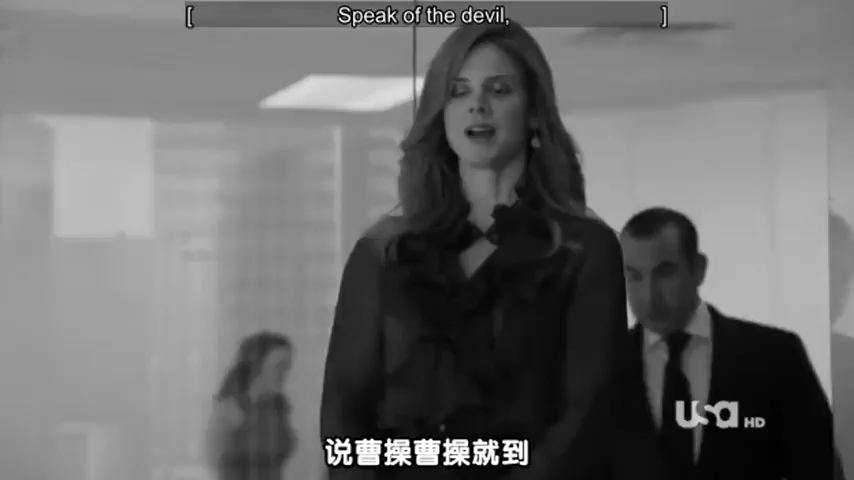 [ Speak of the devil, ]
usa HD
说曹操曹操就到